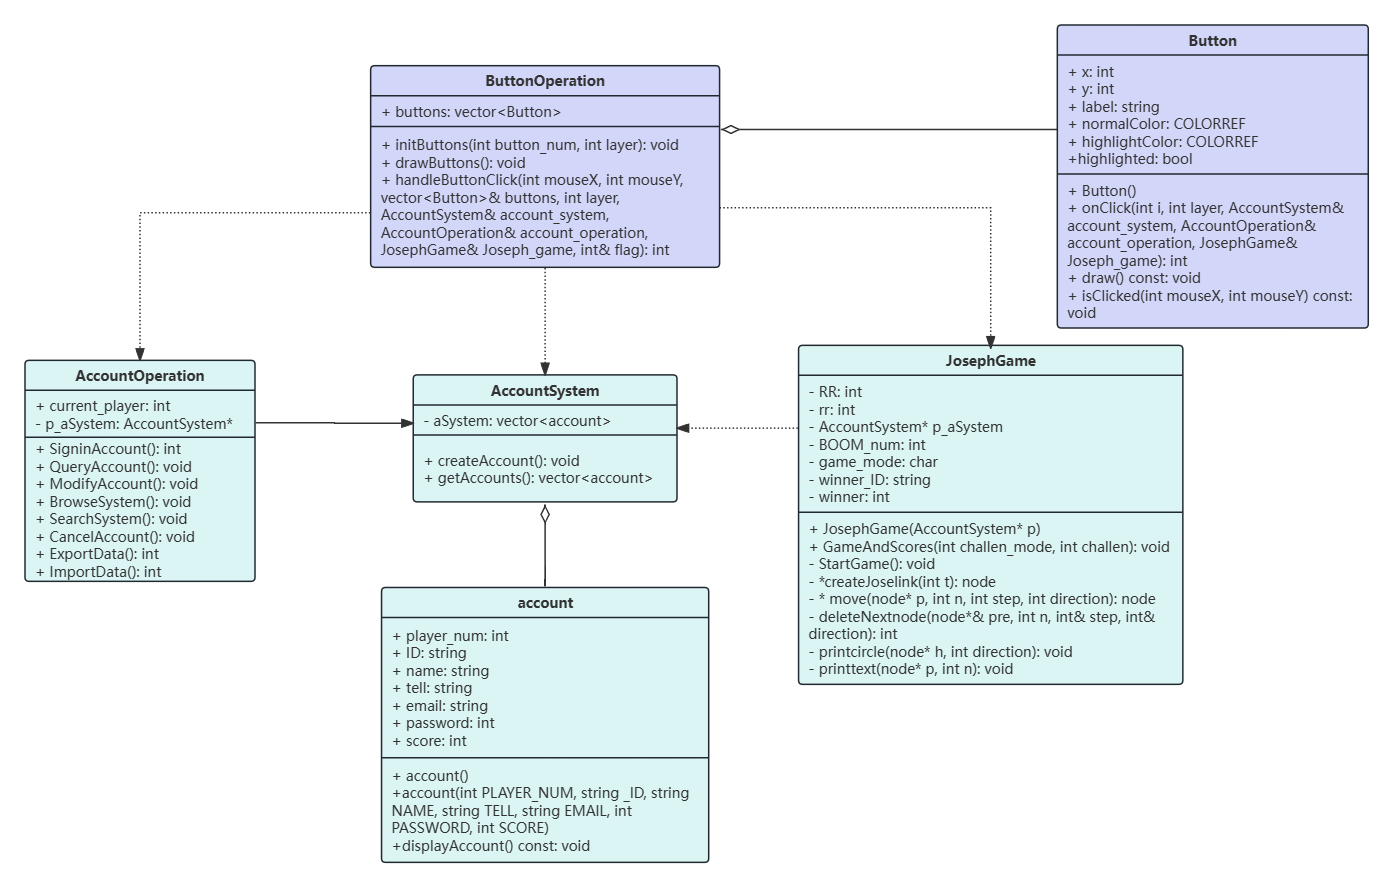 Button
+ x: int
+ y: int
+ label: string
+ normalColor: COLORREF
+ highlightColor: COLORREF
+highlighted: bool
+ Button()
+ onClick(int i, int layer, AccountSystem&
account_system, AccountOperation&
account_operation, JosephGame&
Joseph_game): int
+ draw() const: void
+ isClicked(int mouseX, int mouseY) const:
void
ButtonOperation
+ buttons: vector<Button>
+ initButtons(int button_num, int layer): void
+ drawButtons(): void
+ handleButtonClick(int mouseX, int mouseY,
vector<Button>& buttons, int layer,
AccountSystem& account_system,
AccountOperation& account_operation,
JosephGame& Joseph_game, int& flag): int
AccountOperation
+ current_player: int
- p_aSystem: AccountSystem*
+ SigninAccount(): int
+ QueryAccount(): void
+ ModifyAccount(): void
+ BrowseSystem(): void
+ SearchSystem(): void
+ CancelAccount(): void
+ ExportData(): int
+ ImportData(): int
AccountSystem
- aSystem: vector<account>
+ createAccount(): void
+ getAccounts(): vector<account>
JosephGame
- RR: int
- rr: int
- AccountSystem* p_aSystem
- BOOM_num: int
- game_mode: char
- winner_ID: string
- winner: int
+ JosephGame(AccountSystem* p)
+ GameAndScores(int challen_mode, int challen): void
- StartGame(): void
- *createJoselink(int t): node
- * move(node* p, int n, int step, int direction): node
- deleteNextnode(node*& pre, int n, int& step, int&
direction): int
- printcircle(node* h, int direction): void
- printtext(node* p, int n): void
account
+ player_num: int
+ ID: string
+ name: string
+ tell: string
+ email: string
+ password: int
+ score: int
+ account()
+account(int PLAYER_NUM, string _ID, string
NAME, string TELL, string EMAIL, int
PASSWORD, int SCORE)
+displayAccount() const: void